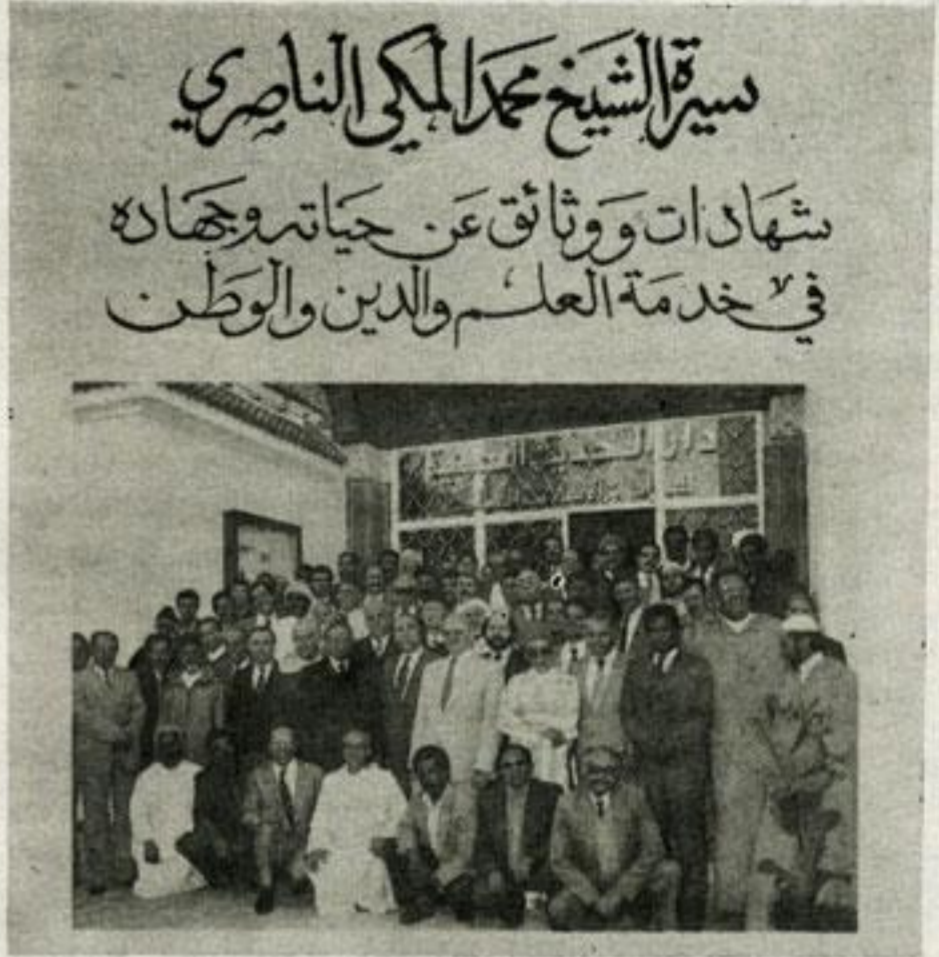 سيرة الشيخ محمد المكي الناصري
شهادات ووثائق عن حياته وجهاده
في خدمة العلم والدين والوطن